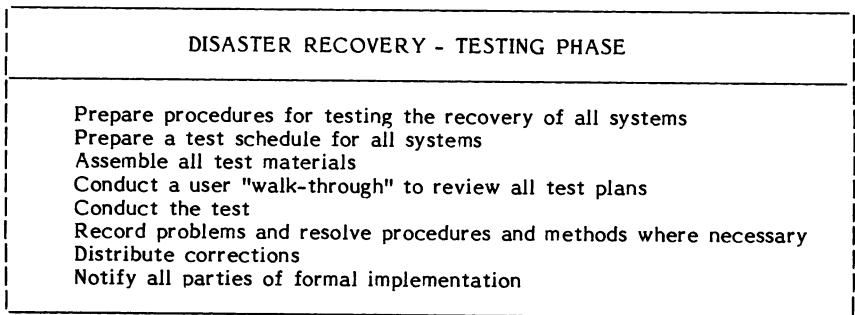 DISASTER RECOVERY - TESTING PHASE
Prepare procedures for testing the recovery of all systems
Prepare a test schedule for all systems
Assemble all test materials
Conduct a user "walk-through" to review all test plans
Conduct the test
Record problems and resolve procedures and methods where necessary
Distribute corrections
Notify all parties of formal implementation